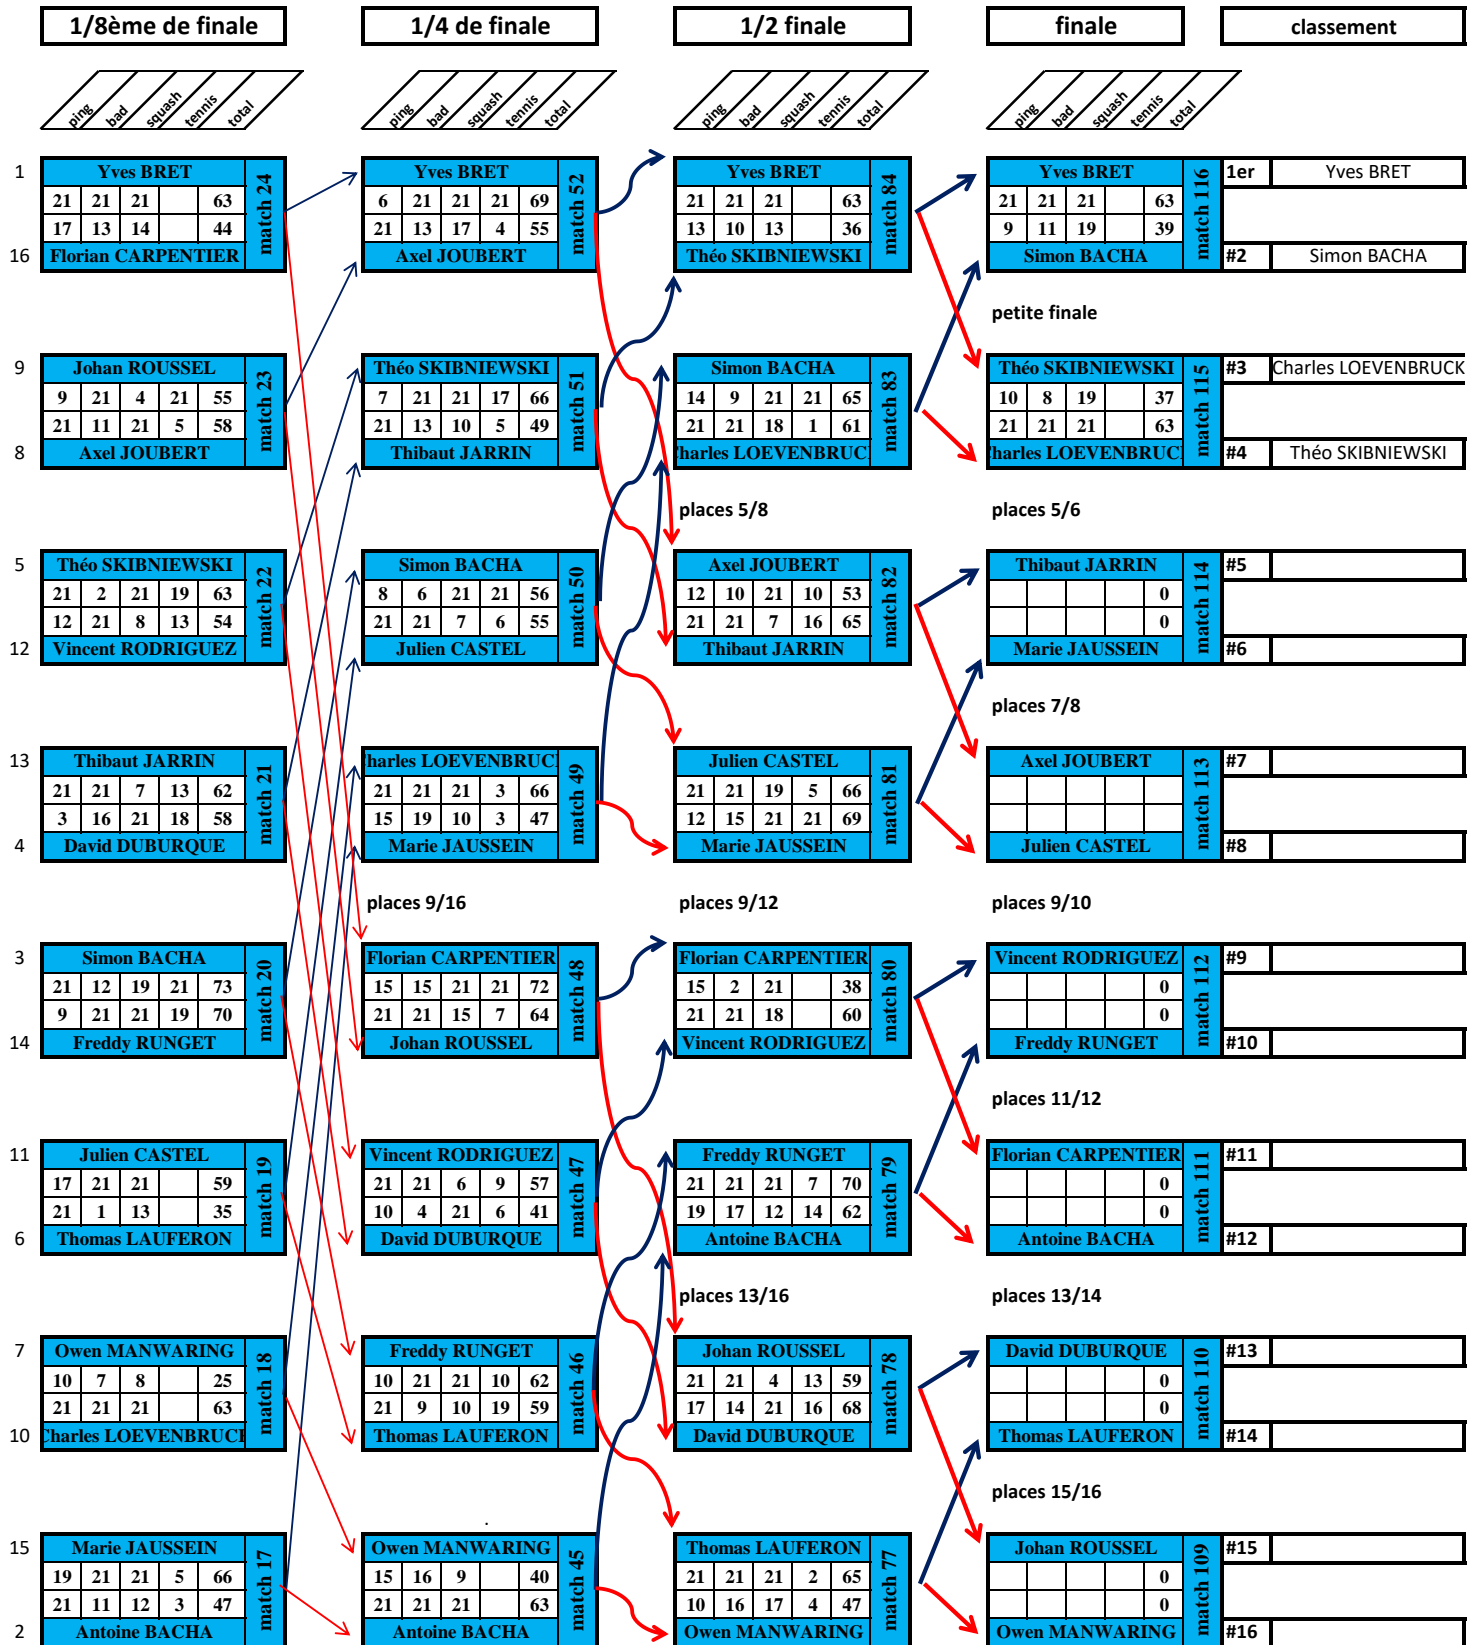 1/8ème de finale 1/4 de finale 1/2 finale finale classement
ping bad squash tennis total ping bad squash tennis total ping bad squash tennis total ping bad squash tennis total
1 Yves BRET match 24 Yves BRET match 52 Yves BRET match 84 Yves BRET match 116 1er Yves BRET
21 21 21 63 6 21 21 21 69 21 21 21 63 21 21 21 63
17 13 14 44 21 13 17 4 55 13 10 13 36 9 11 19 39
16 Florian CARPENTIER Axel JOUBERT Théo SKIBNIEWSKI Simon BACHA #2 Simon BACHA
petite finale
9 Johan ROUSSEL match 23 Théo SKIBNIEWSKI match 51 Simon BACHA match 83 Théo SKIBNIEWSKI match 115 #3 Charles LOEVENBRUCK
9 21 4 21 55 7 21 21 17 66 14 9 21 21 65 10 8 19 37
21 11 21 5 58 21 13 10 5 49 21 21 18 1 61 21 21 21 63
8 Axel JOUBERT Thibaut JARRIN harles LOEVENBRUC harles LOEVENBRUC #4 Théo SKIBNIEWSKI
places 5/8 places 5/6
5 Théo SKIBNIEWSKI match 22 Simon BACHA match 50 Axel JOUBERT match 82 Thibaut JARRIN match 114 #5
21 2 21 19 63 8 6 21 21 56 12 10 21 10 53 0
12 21 8 13 54 21 21 7 6 55 21 21 7 16 65 0
12 Vincent RODRIGUEZ Julien CASTEL Thibaut JARRIN Marie JAUSSEIN #6
places 7/8
13 Thibaut JARRIN match 21 harles LOEVENBRUC match 49 Julien CASTEL match 81 Axel JOUBERT match 113 #7
21 21 7 13 62 21 21 21 3 66 21 21 19 5 66
3 16 21 18 58 15 19 10 3 47 12 15 21 21 69
4 David DUBURQUE Marie JAUSSEIN Marie JAUSSEIN Julien CASTEL #8
places 9/16 places 9/12 places 9/10
3 Simon BACHA match 20 Florian CARPENTIER match 48 Florian CARPENTIER match 80 Vincent RODRIGUEZ match 112 #9
21 12 19 21 73 15 15 21 21 72 15 2 21 38 0
9 21 21 19 70 21 21 15 7 64 21 21 18 60 0
14 Freddy RUNGET Johan ROUSSEL Vincent RODRIGUEZ Freddy RUNGET #10
places 11/12
11 Julien CASTEL match 19 Vincent RODRIGUEZ match 47 Freddy RUNGET match 79 Florian CARPENTIER match 111 #11
17 21 21 59 21 21 6 9 57 21 21 21 7 70 0
21 1 13 35 10 4 21 6 41 19 17 12 14 62 0
6 Thomas LAUFERON David DUBURQUE Antoine BACHA Antoine BACHA #12
places 13/16 places 13/14
7 Owen MANWARING match 18 Freddy RUNGET match 46 Johan ROUSSEL match 78 David DUBURQUE match 110 #13
10 7 8 25 10 21 21 10 62 21 21 4 13 59 0
21 21 21 63 21 9 10 19 59 17 14 21 16 68 0
10 Charles LOEVENBRUC Thomas LAUFERON David DUBURQUE Thomas LAUFERON #14
places 15/16
15 Marie JAUSSEIN match 17 Owen MANWARING match 45 Thomas LAUFERON match 77 Johan ROUSSEL match 109 #15
19 21 21 5 66 15 16 9 40 21 21 21 2 65 0
21 11 12 3 47 21 21 21 63 10 16 17 4 47 0
2 Antoine BACHA Antoine BACHA Owen MANWARING Owen MANWARING #16